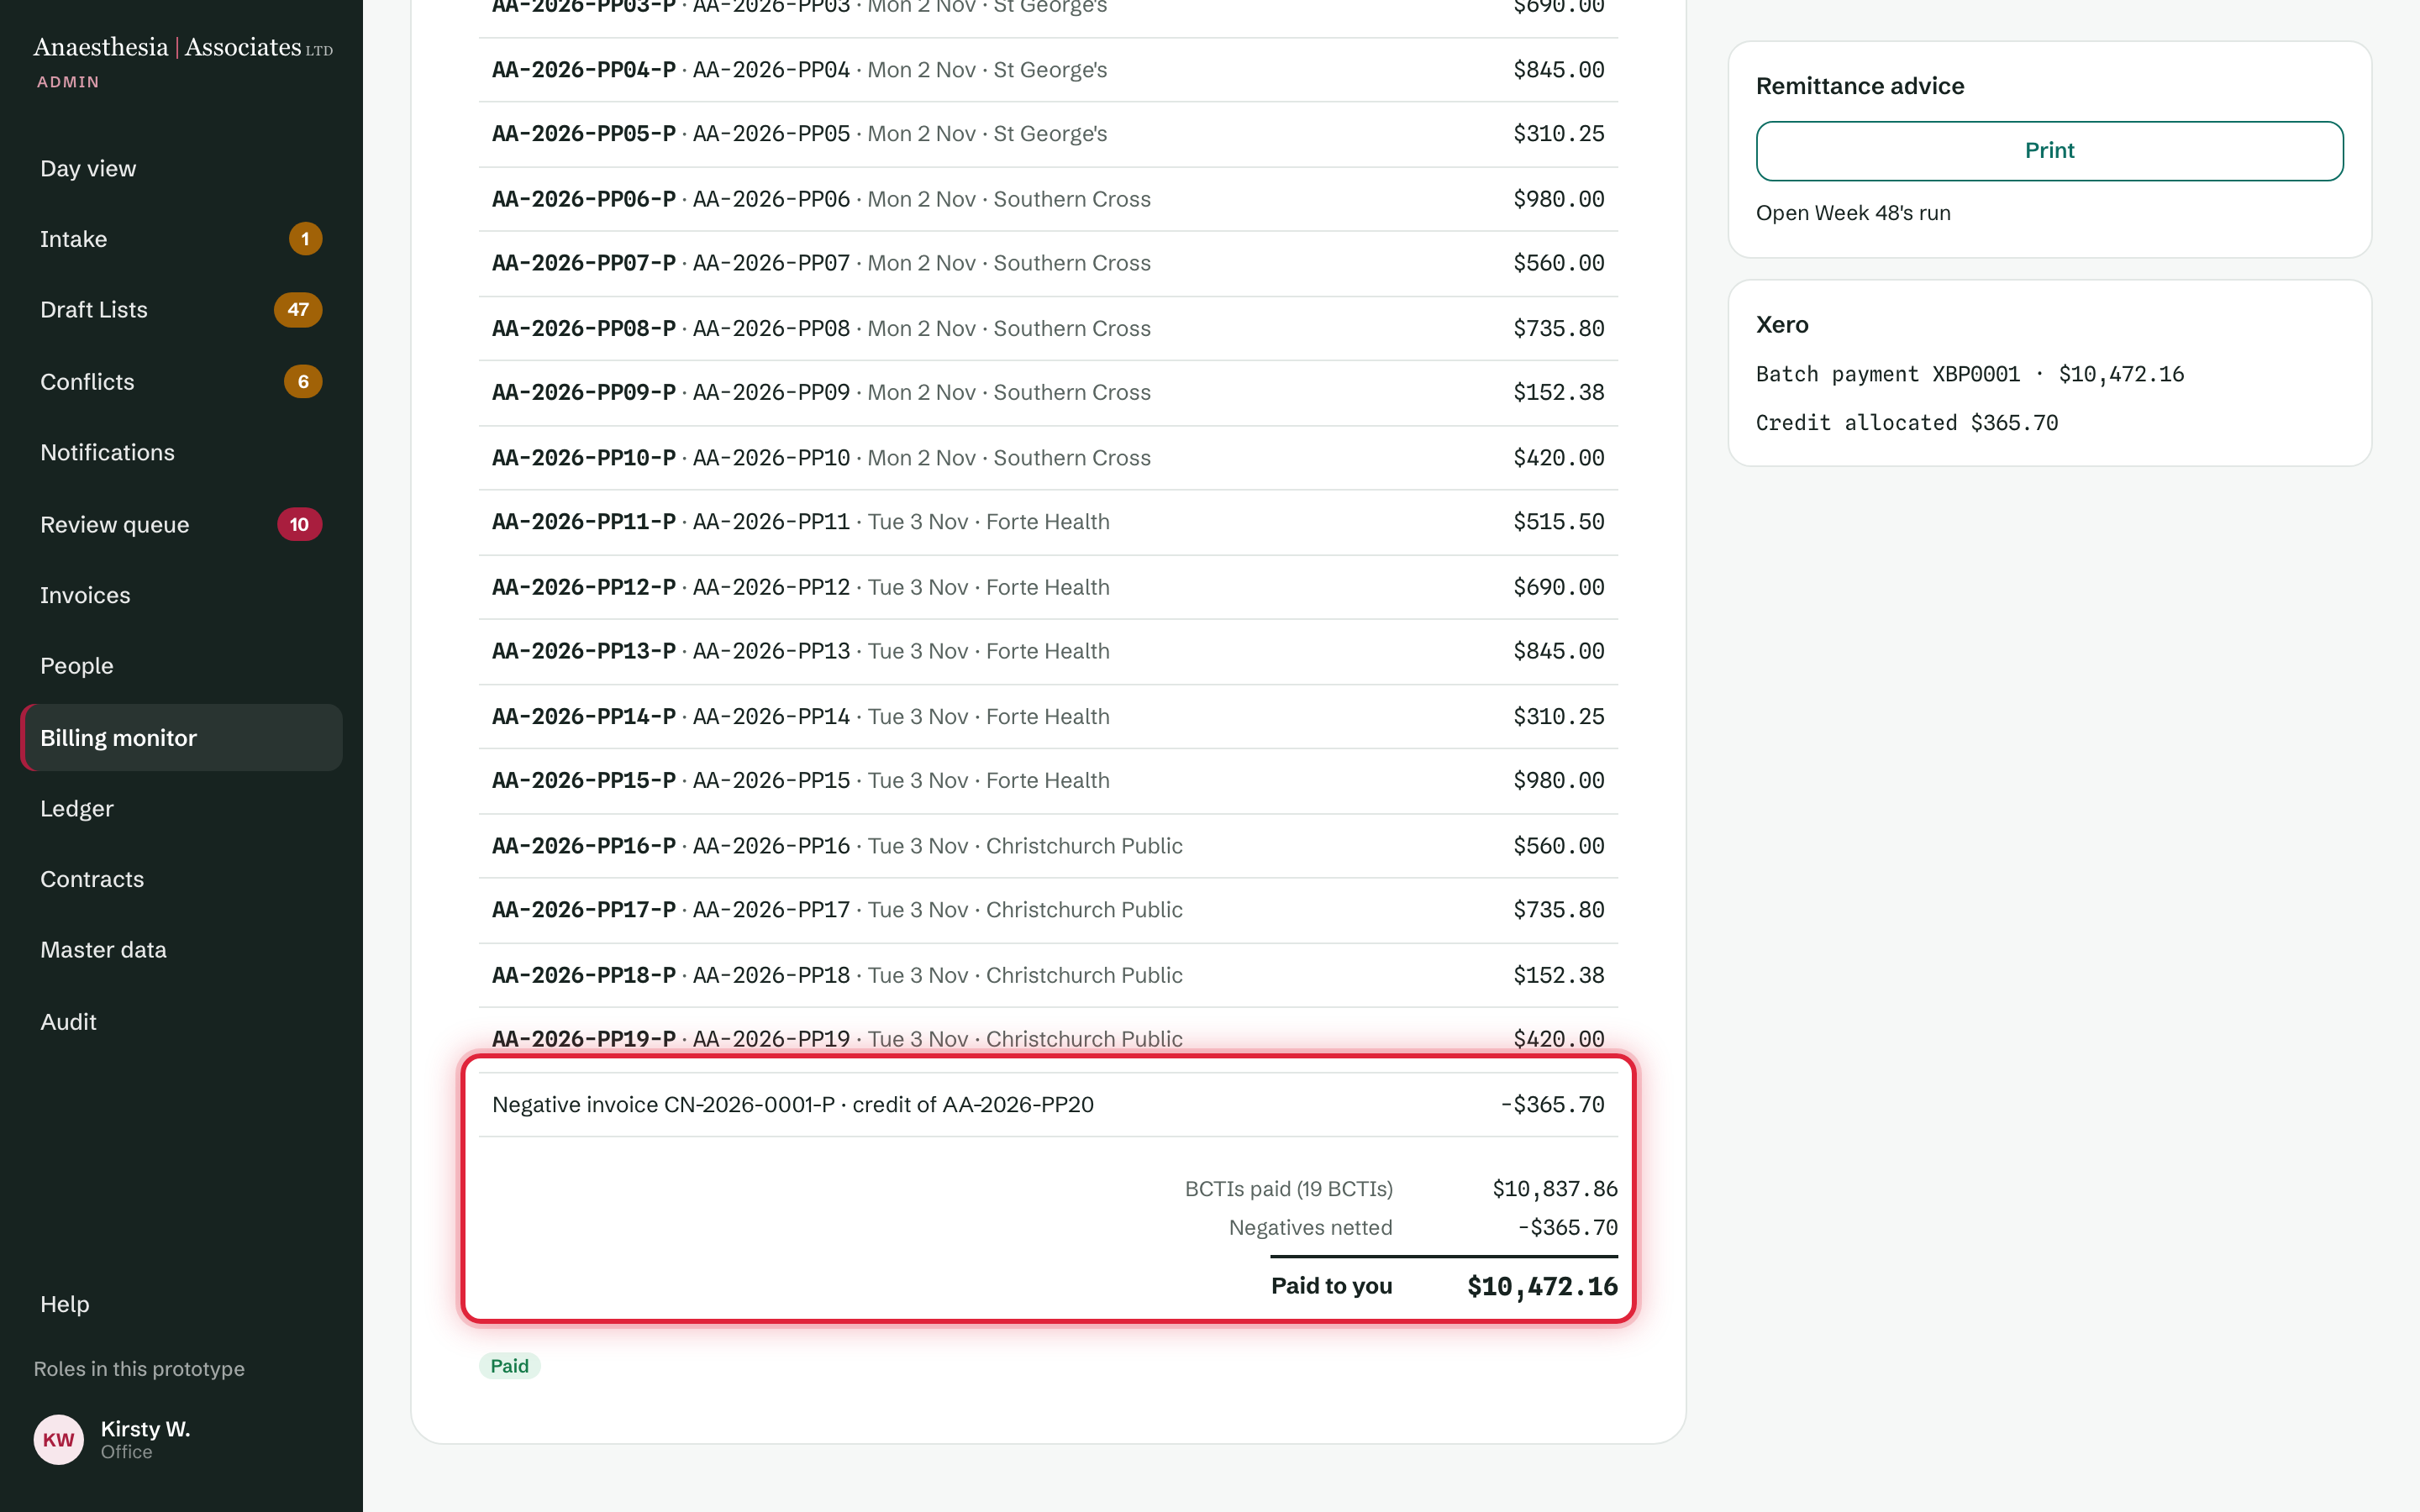 Anaesthesia | Associates LTD
ADMIN
Day view
Intake 1
Draft Lists 47
Conflicts 6
Notifications
Review queue 10
Invoices
People
Billing monitor
Ledger
Contracts
Master data
Audit
Help
Roles in this prototype
KW Kirsty W.
Office
AA-2026-PP03-P · AA-2026-PP03 · Mon 2 Nov · St George's $690.00
AA-2026-PP04-P · AA-2026-PP04 · Mon 2 Nov · St George's $845.00
AA-2026-PP05-P · AA-2026-PP05 · Mon 2 Nov · St George's $310.25
AA-2026-PP06-P · AA-2026-PP06 · Mon 2 Nov · Southern Cross $980.00
AA-2026-PP07-P · AA-2026-PP07 · Mon 2 Nov · Southern Cross $560.00
AA-2026-PP08-P · AA-2026-PP08 · Mon 2 Nov · Southern Cross $735.80
AA-2026-PP09-P · AA-2026-PP09 · Mon 2 Nov · Southern Cross $152.38
AA-2026-PP10-P · AA-2026-PP10 · Mon 2 Nov · Southern Cross $420.00
AA-2026-PP11-P · AA-2026-PP11 · Tue 3 Nov · Forte Health $515.50
AA-2026-PP12-P · AA-2026-PP12 · Tue 3 Nov · Forte Health $690.00
AA-2026-PP13-P · AA-2026-PP13 · Tue 3 Nov · Forte Health $845.00
AA-2026-PP14-P · AA-2026-PP14 · Tue 3 Nov · Forte Health $310.25
AA-2026-PP15-P · AA-2026-PP15 · Tue 3 Nov · Forte Health $980.00
AA-2026-PP16-P · AA-2026-PP16 · Tue 3 Nov · Christchurch Public $560.00
AA-2026-PP17-P · AA-2026-PP17 · Tue 3 Nov · Christchurch Public $735.80
AA-2026-PP18-P · AA-2026-PP18 · Tue 3 Nov · Christchurch Public $152.38
AA-2026-PP19-P · AA-2026-PP19 · Tue 3 Nov · Christchurch Public $420.00
Negative invoice CN-2026-0001-P · credit of AA-2026-PP20 -$365.70
BCTIs paid (19 BCTIs) $10,837.86
Negatives netted -$365.70
Paid to you $10,472.16
Paid
Remittance advice
Print
Open Week 48's run
Xero
Batch payment XBP0001 · $10,472.16
Credit allocated $365.70